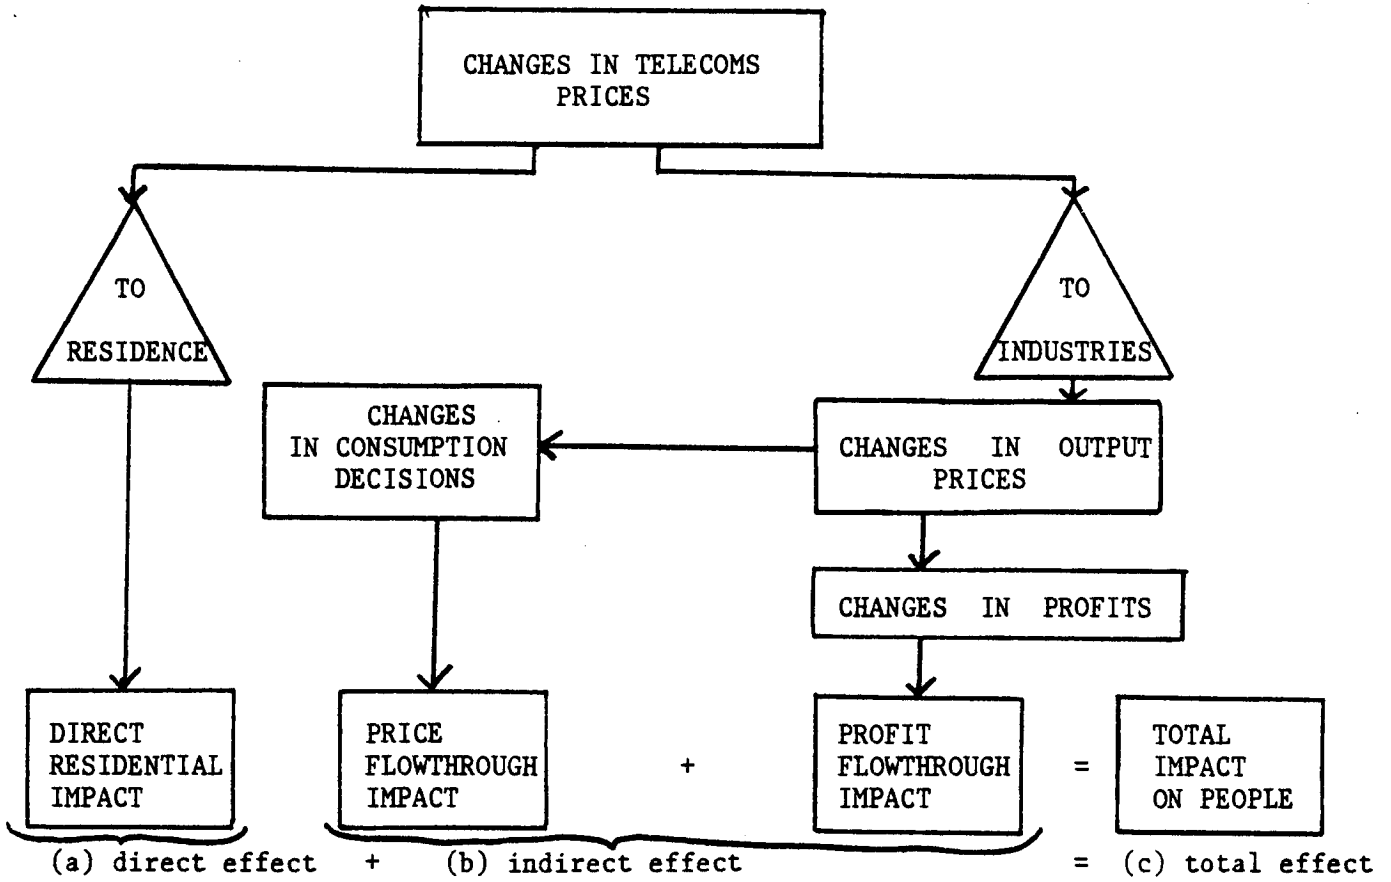 CHANGES IN TELECOMS
PRICES
TO
RESIDENCE
TO
INDUSTRIES
CHANGES
IN CONSUMPTION
DECISIONS
CHANGES IN OUTPUT
PRICES
CHANGES IN PROFITS
DIRECT
RESIDENTIAL
IMPACT
PRICE
FLOWTHROUGH
IMPACT
+
PROFIT
FLOWTHROUGH
IMPACT
=
TOTAL
IMPACT
ON PEOPLE
(a) direct effect + (b) indirect effect = (c) total effect